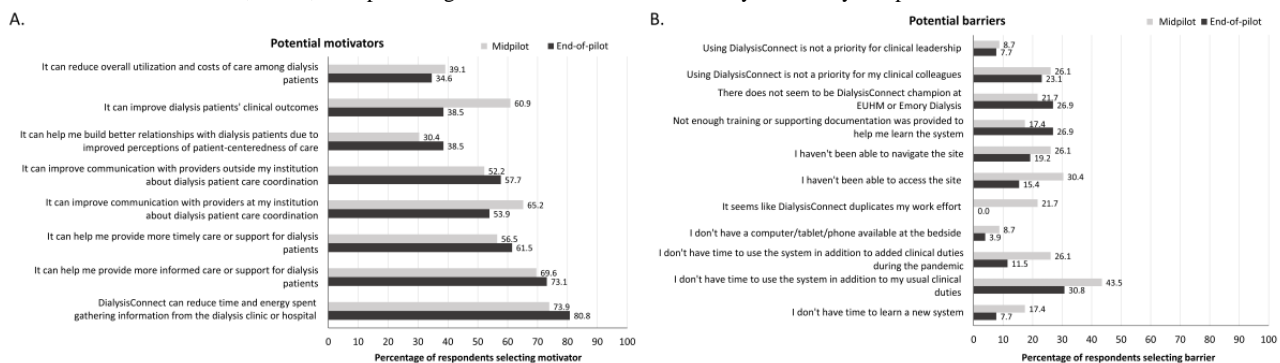 A.
Potential motivators
Midpilot
End-of-pilot
It can reduce overall utilization and costs of care among dialysis
patients
39.1
34.6
It can improve dialysis patients' clinical outcomes
60.9
38.5
It can help me build better relationships with dialysis patients due to
improved perceptions of patient-centeredness of care
30.4
38.5
It can improve communication with providers outside my institution
about dialysis patient care coordination
52.2
57.7
It can improve communication with providers at my institution
about dialysis patient care coordination
65.2
53.9
It can help me provide more timely care or support for dialysis
patients
56.5
61.5
It can help me provide more informed care or support for dialysis
patients
69.6
73.1
DialysisConnect can reduce time and energy spent
gathering information from the dialysis clinic or hospital
73.9
80.8
0 10 20 30 40 50 60 70 80 90 100
Percentage of respondents selecting motivator
B.
Potential barriers
Midpilot
End-of-pilot
Using DialysisConnect is not a priority for clinical leadership
8.7
7.7
Using DialysisConnect is not a priority for my clinical colleagues
26.1
23.1
There does not seem to be DialysisConnect champion at
EUHM or Emory Dialysis
21.7
26.9
Not enough training or supporting documentation was provided to
help me learn the system
17.4
26.9
I haven't been able to navigate the site
26.1
19.2
I haven't been able to access the site
30.4
15.4
It seems like DialysisConnect duplicates my work effort
21.7
0.0
I don't have a computer/tablet/phone available at the bedside
8.7
3.9
I don't have time to use the system in addition to added clinical duties
during the pandemic
26.1
11.5
I don't have time to use the system in addition to my usual clinical
duties
43.5
30.8
I don't have time to learn a new system
17.4
7.7
0 10 20 30 40 50 60 70 80 90 100
Percentage of respondents selecting barrier